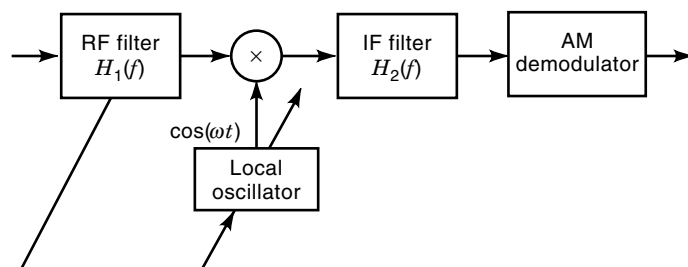 RF filter
H₁(f)
×
IF filter
H₂(f)
AM
demodulator
cos(ωt)
Local
oscillator